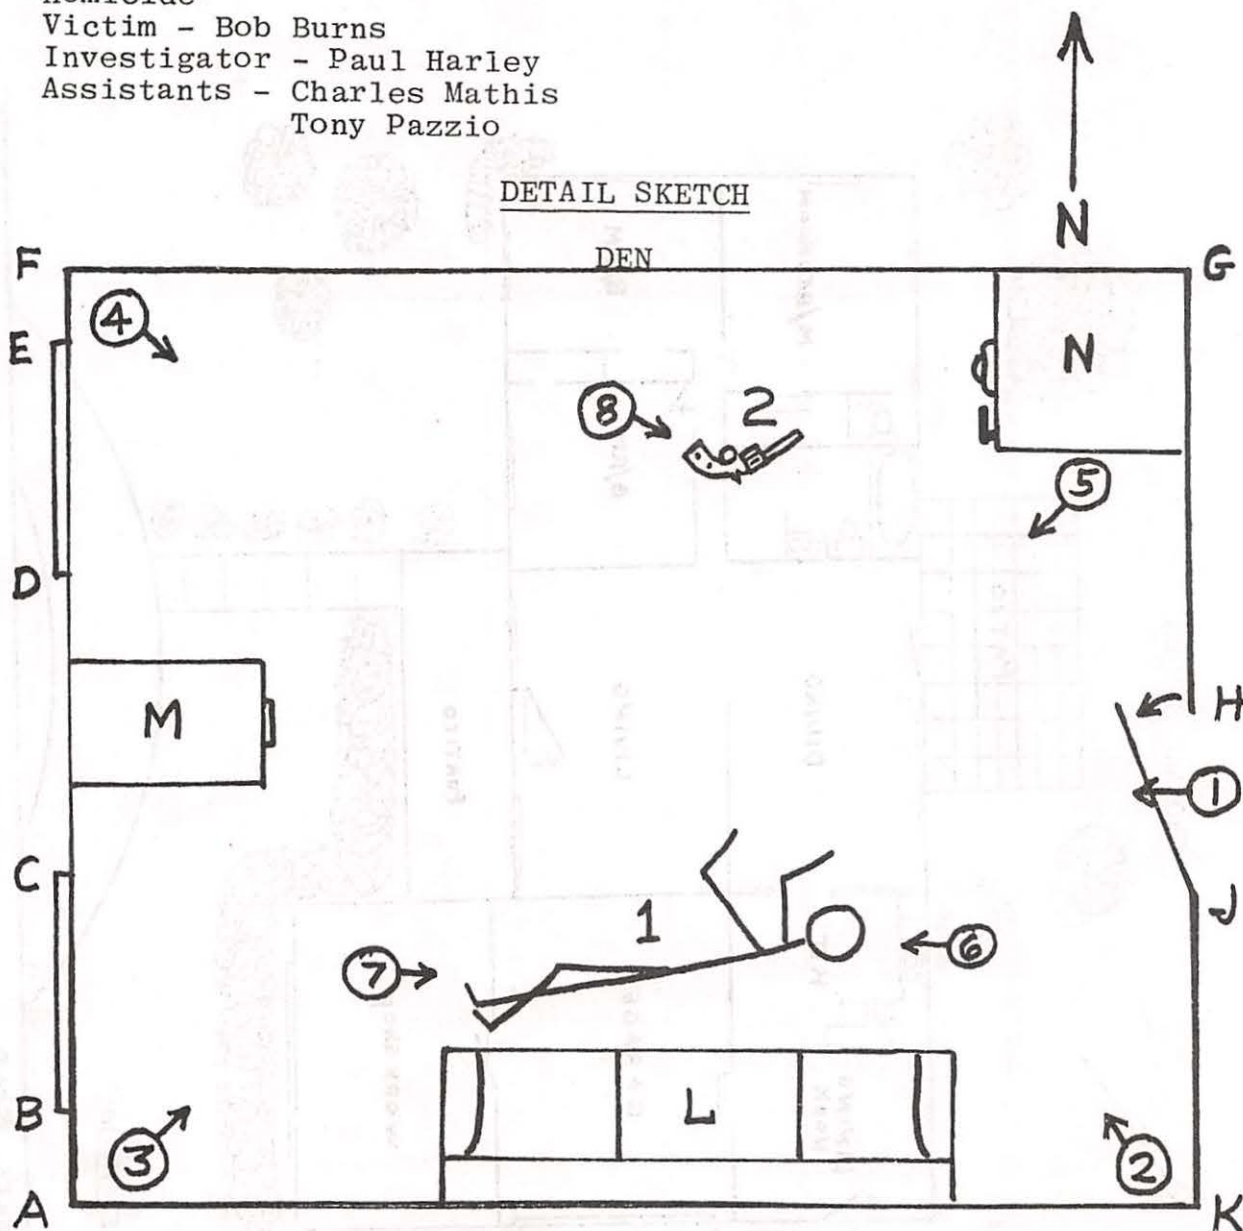 Homicide
Victim - Bob Burns
Investigator - Paul Harley
Assistants - Charles Mathis
Tony Pazzio
DETAIL SKETCH
N
DEN
F
G
4
E
N
8
2
5
D
M
H
1
C
1
J
7
6
B
L
3
2
A
K